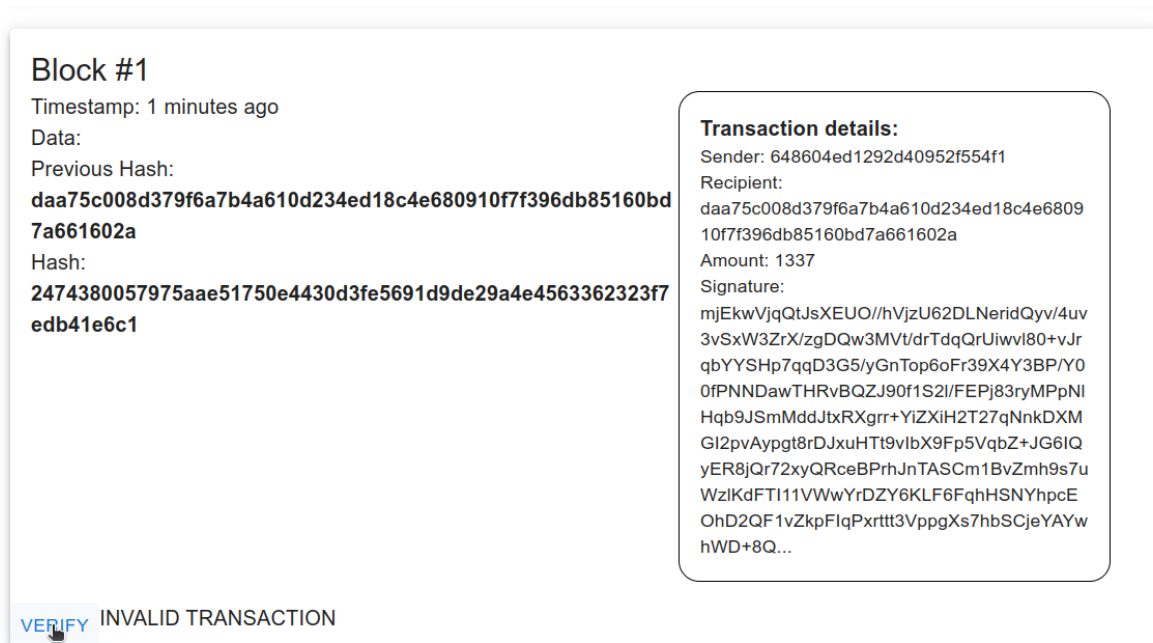 Block #1
Timestamp: 1 minutes ago
Data:
Previous Hash:
daa75c008d379f6a7b4a610d234ed18c4e680910f7f396db85160bd
7a661602a
Hash:
2474380057975aae51750e4430d3fe5691d9de29a4e4563362323f7
edb41e6c1
Transaction details:
Sender: 648604ed1292d40952f554f1
Recipient:
daa75c008d379f6a7b4a610d234ed18c4e6809
10f7f396db85160bd7a661602a
Amount: 1337
Signature:
mjEkwVjqQtJsXEUO//hVjzU62DLNeridQyv/4uv
3vSxW3ZrX/zgDQw3MVt/drTdqQrUiwvl80+vJr
qbYYSHp7qqD3G5/yGnTop6oFr39X4Y3BP/Y0
0fPNNDawTHRvBQZJ90f1S2l/FEPj83ryMPpNl
Hqb9JSmMddJtxRXgrr+YiZXiH2T27qNnkDXM
GI2pvAypgt8rDJxuHTt9vIbX9Fp5VqbZ+JG6IQ
yER8jQr72xyQRceBPrhJnTASCm1BvZmh9s7u
WzlKdFTI11VWwYrDZY6KLF6FqhHSNYhpcE
OhD2QF1vZkpFIqPxrttt3VppgXs7hbSCjeYAYw
hWD+8Q...
VERIFY INVALID TRANSACTION